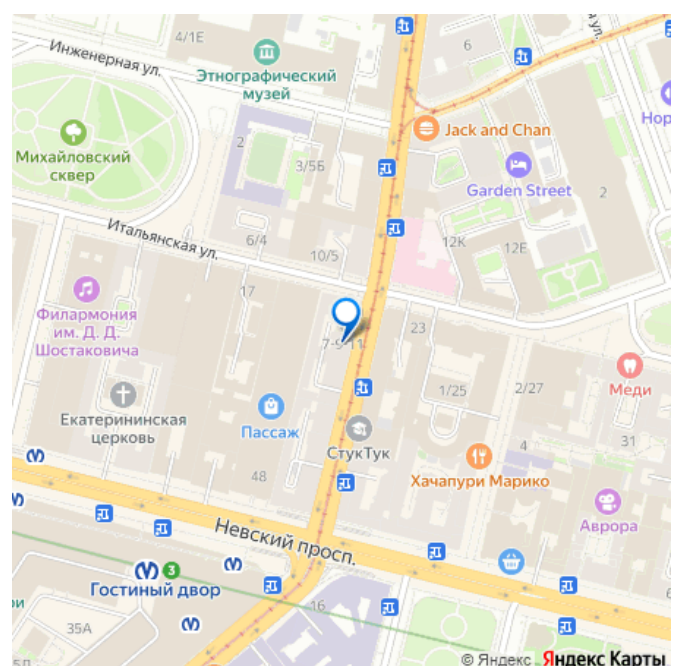 4/1Е
6
Инженерная ул.
Этнографический
музей
Jack and Chan
2
3/5Б
Михайловский
сквер
Garden Street
2
Итальянская ул.
6/4
10/5
12К
12Е
17
Филармония
им. Д. Д.
Шостаковича
7-9-11
23
Меди
1/25
2/27
Екатерининская
церковь
Пассаж
СтукТук
4
31
48
Хачапури Марико
Аврора
Невский просп.
3
Гостиный двор
16
35А
© Яндекс Яндекс Карты